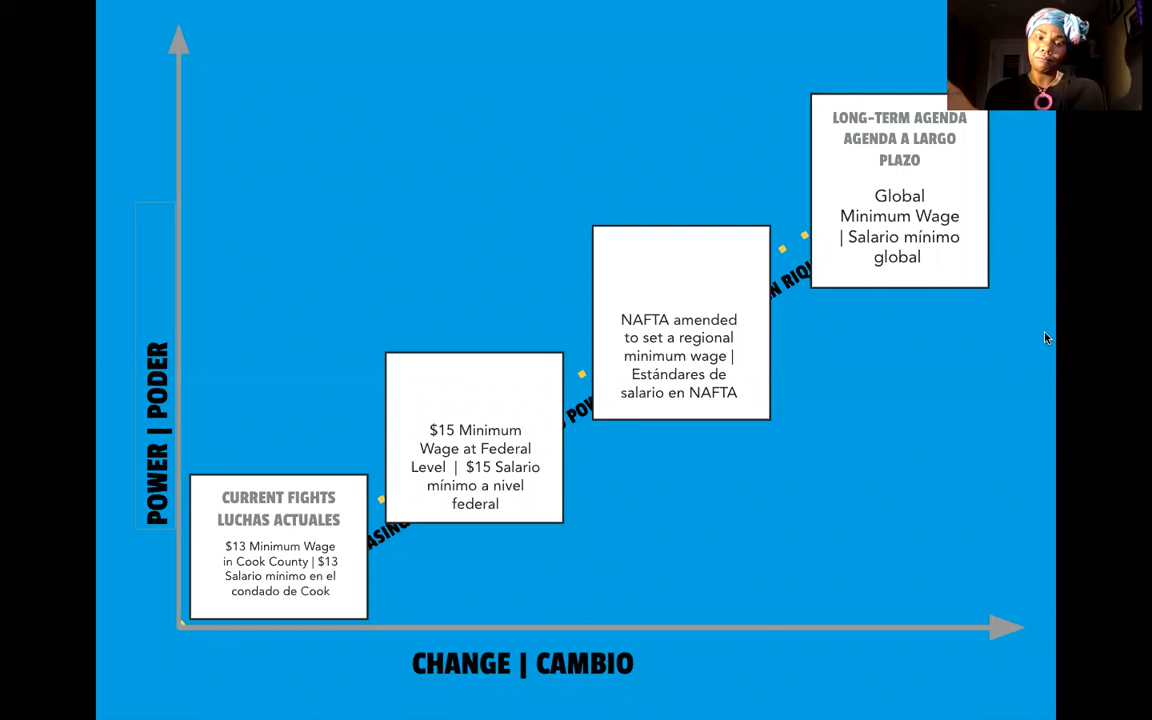 LONG-TERM AGENDA
AGENDA A LARGO
PLAZO
Global
Minimum Wage
| Salario mínimo
global
NAFTA amended
to set a regional
minimum wage |
Estándares de
salario en NAFTA
$15 Minimum
Wage at Federal
Level | $15 Salario
mínimo a nivel
federal
CURRENT FIGHTS
LUCHAS ACTUALES
$13 Minimum Wage
in Cook County | $13
Salario mínimo en el
condado de Cook
POWER | PODER
CHANGE | CAMBIO